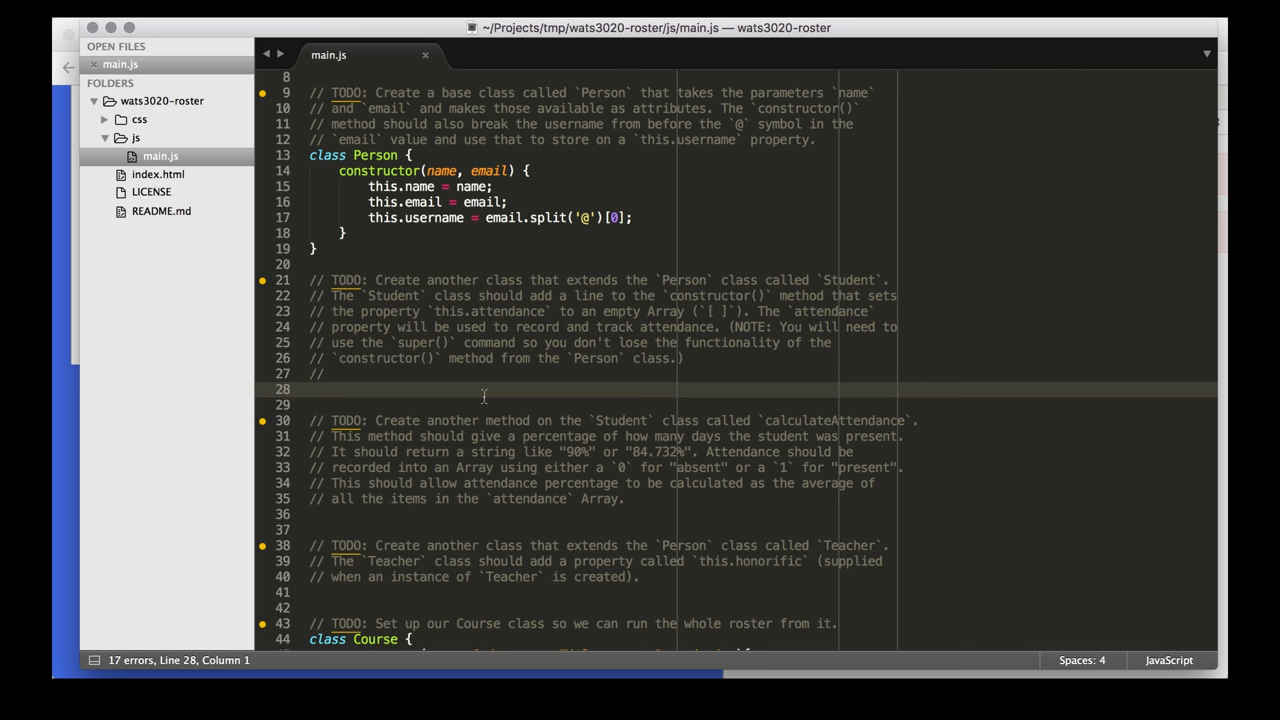 ~/Projects/tmp/wats3020-roster/js/main.js — wats3020-roster
OPEN FILES
main.js
FOLDERS
wats3020-roster
css
js
main.js
index.html
LICENSE
README.md
main.js
8
9 // TODO: Create a base class called `Person` that takes the parameters `name`
10 // and `email` and makes those available as attributes. The `constructor()`
11 // method should also break the username from before the `@` symbol in the
12 // `email` value and use that to store on a `this.username` property.
13 class Person {
14 constructor(name, email) {
15 this.name = name;
16 this.email = email;
17 this.username = email.split('@')[0];
18 }
19 }
20
21 // TODO: Create another class that extends the `Person` class called `Student`.
22 // The `Student` class should add a line to the `constructor()` method that sets
23 // the property `this.attendance` to an empty Array (`[ ]`). The `attendance`
24 // property will be used to record and track attendance. (NOTE: You will need to
25 // use the `super()` command so you don't lose the functionality of the
26 // `constructor()` method from the `Person` class.)
27 //
28
29
30 // TODO: Create another method on the `Student` class called `calculateAttendance`.
31 // This method should give a percentage of how many days the student was present.
32 // It should return a string like "90%" or "84.732%". Attendance should be
33 // recorded into an Array using either a `0` for "absent" or a `1` for "present".
34 // This should allow attendance percentage to be calculated as the average of
35 // all the items in the `attendance` Array.
36
37
38 // TODO: Create another class that extends the `Person` class called `Teacher`.
39 // The `Teacher` class should add a property called `this.honorific` (supplied
40 // when an instance of `Teacher` is created).
41
42
43 // TODO: Set up our Course class so we can run the whole roster from it.
44 class Course {
17 errors, Line 28, Column 1
Spaces: 4
JavaScript